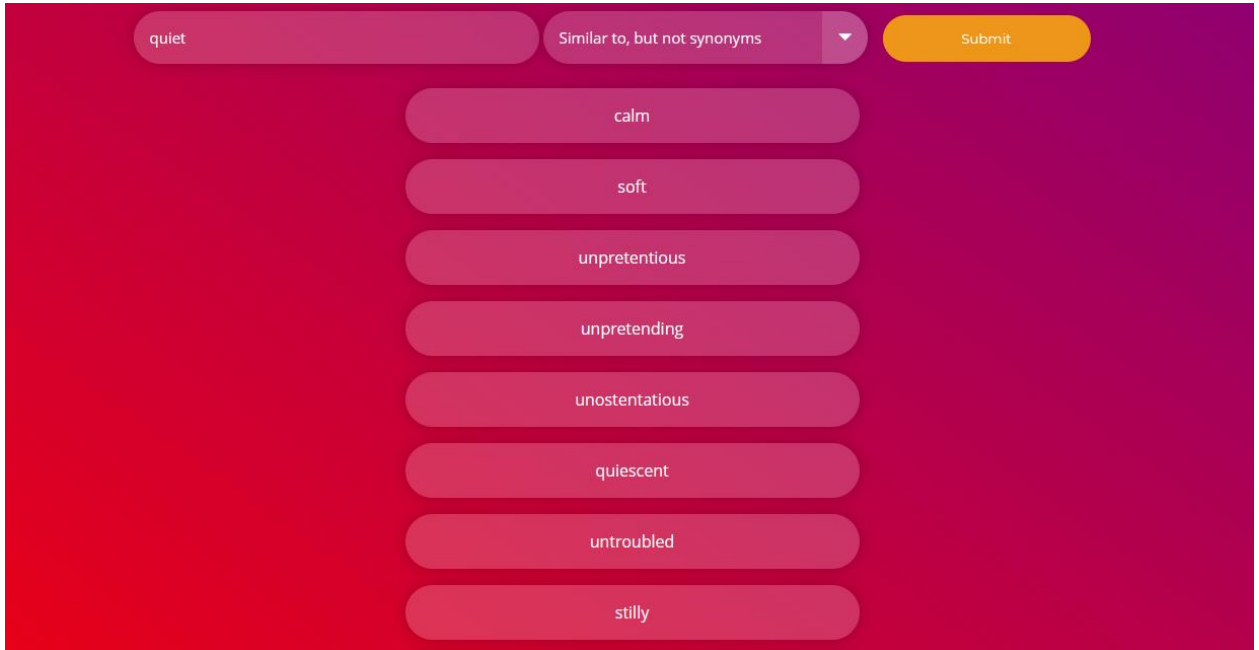 quiet Similar to, but not synonyms Submit
calm
soft
unpretentious
unpretending
unostentatious
quiescent
untroubled
stilly